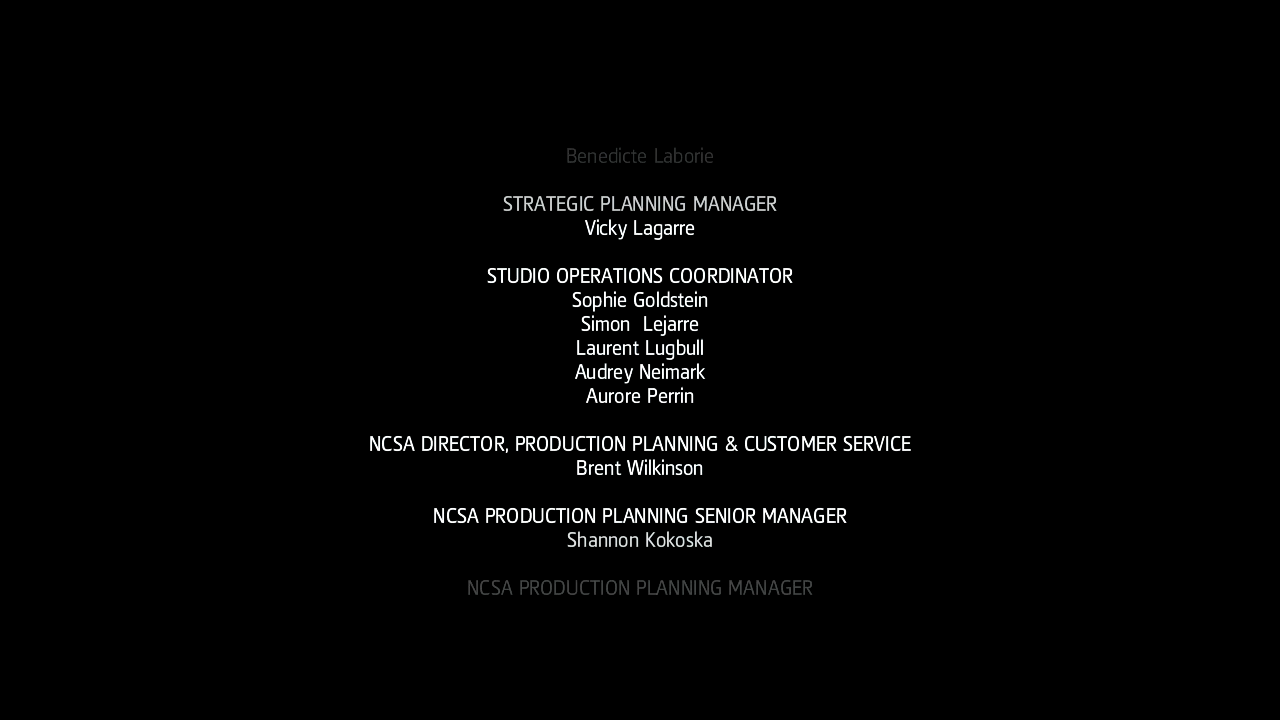 Benedicte Laborie
STRATEGIC PLANNING MANAGER
Vicky Lagarre
STUDIO OPERATIONS COORDINATOR
Sophie Goldstein
Simon  Lejarre
Laurent Lugbull
Audrey Neimark
Aurore Perrin
NCSA DIRECTOR, PRODUCTION PLANNING & CUSTOMER SERVICE
Brent Wilkinson
NCSA PRODUCTION PLANNING SENIOR MANAGER
Shannon Kokoska
NCSA PRODUCTION PLANNING MANAGER